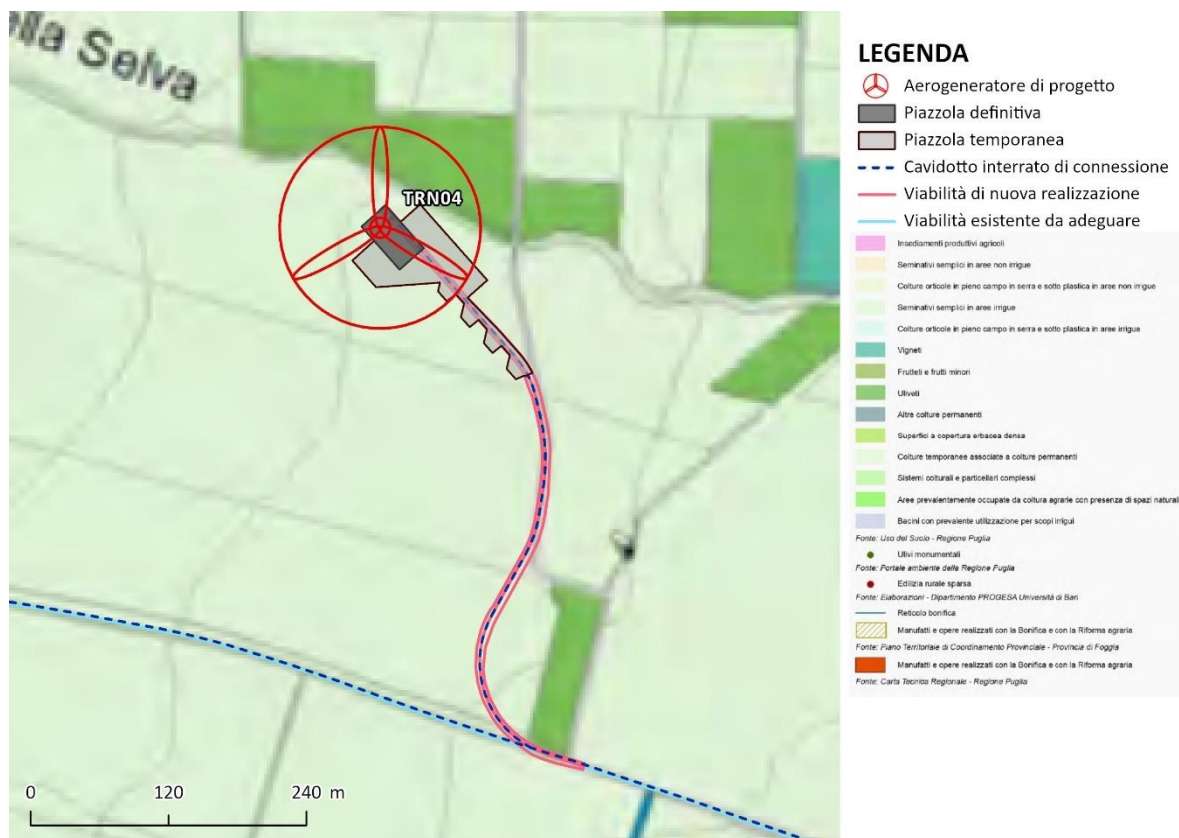 ella Selva
TRN04
0 120 240 m
LEGENDA
Aerogeneratore di progetto
Piazzola definitiva
Piazzola temporanea
Cavidotto interrato di connessione
Viabilità di nuova realizzazione
Viabilità esistente da adeguare
Insediamenti produttivi agricoli
Seminativi semplici in aree non irrigue
Colture orticole in pieno campo in serra e sotto plastica in aree non irrigue
Seminativi semplici in aree irrigue
Colture orticole in pieno campo in serra e sotto plastica in aree irrigue
Vigneti
Frutteti e frutti minori
Uliveti
Altre colture permanenti
Superfici a copertura erbacea densa
Colture temporanee associate a colture permanenti
Sistemi colturali e particellari complessi
Aree prevalentemente occupate da coltura agrarie con presenza di spazi naturali
Bacini con prevalente utilizzazione per scopi irrigui
Fonte: Uso del Suolo - Regione Puglia
Ulivi monumentali
Fonte: Portale ambiente della Regione Puglia
Edilizia rurale sparsa
Fonte: Elaborazioni - Dipartimento PROGESA Università di Bari
Reticolo bonifica
Manufatti e opere realizzati con la Bonifica e con la Riforma agraria
Fonte: Piano Territoriale di Coordinamento Provinciale - Provincia di Foggia
Manufatti e opere realizzati con la Bonifica e con la Riforma agraria
Fonte: Carta Tecnica Regionale - Regione Puglia